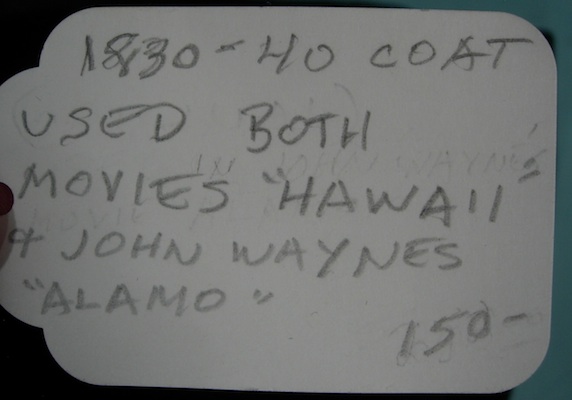 1830-40 COAT
USED BOTH
MOVIES "HAWAII"
& JOHN WAYNES
"ALAMO"
150-